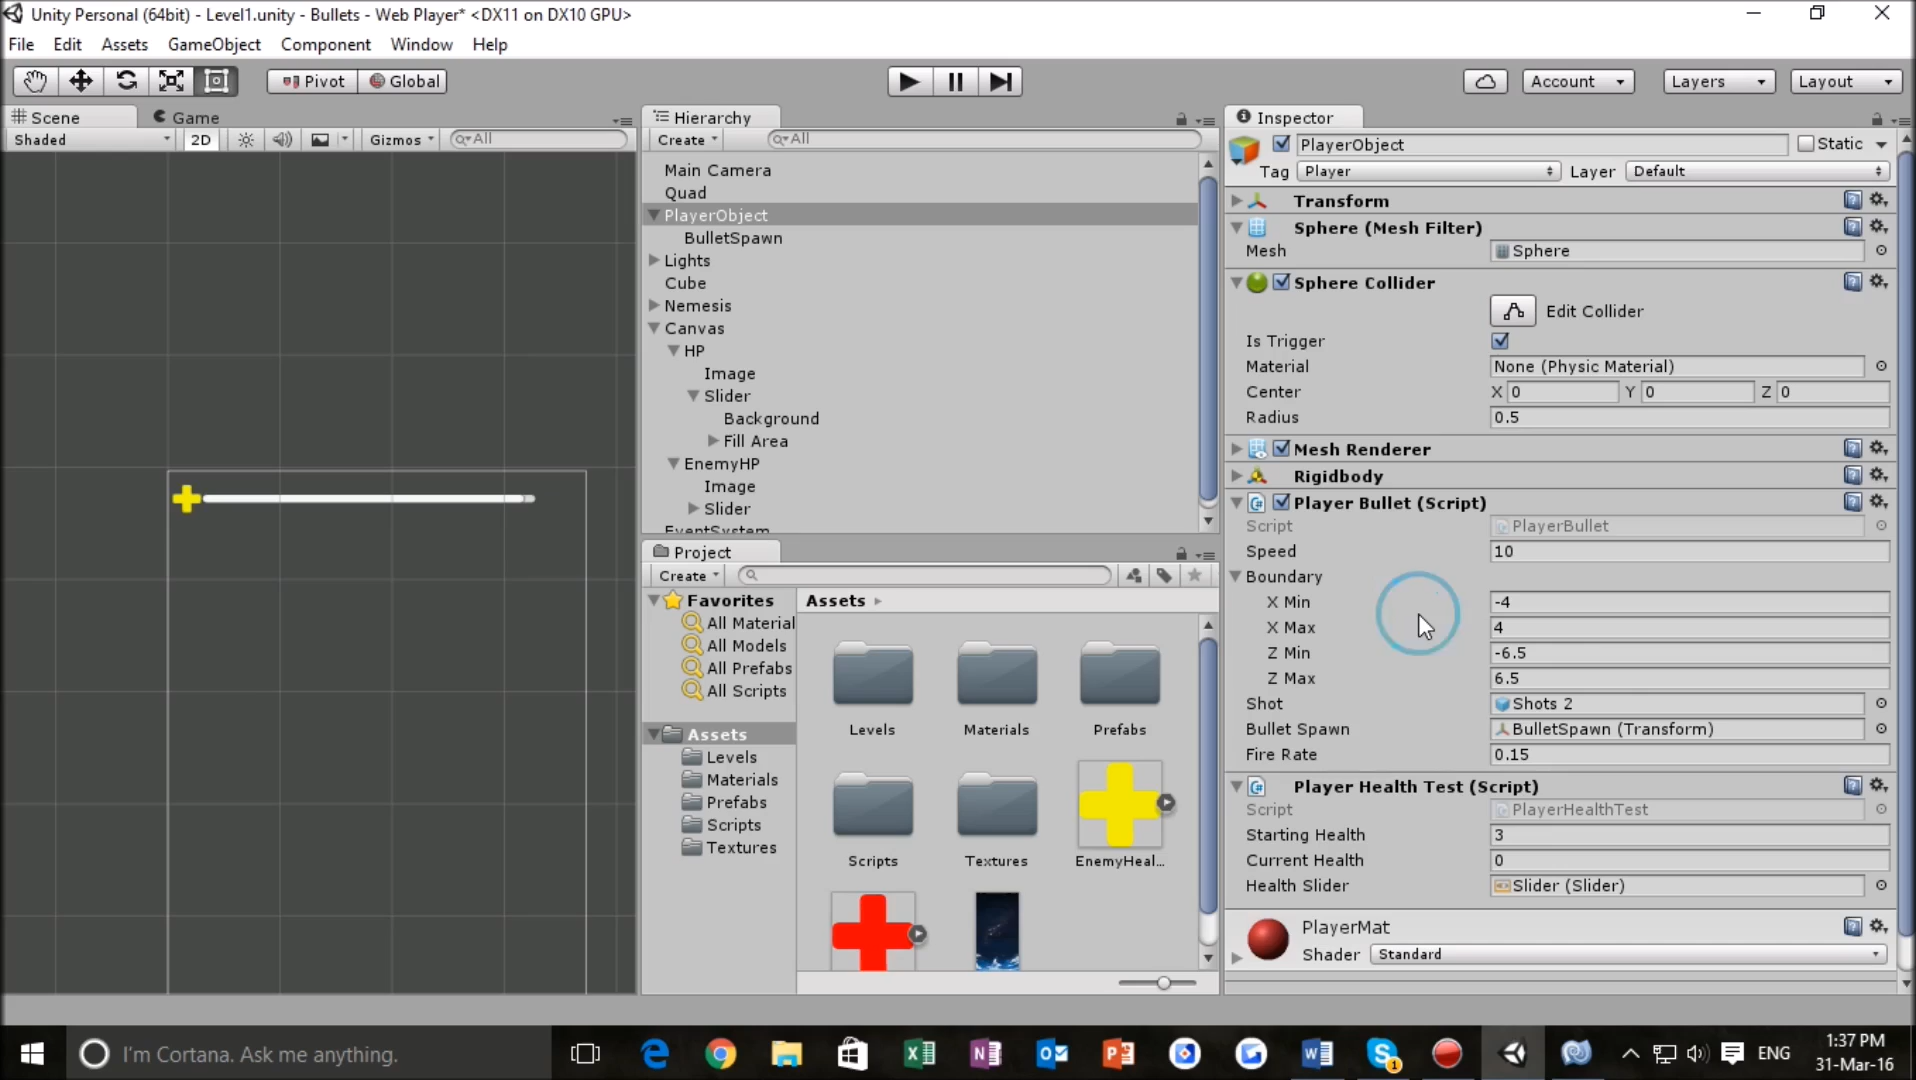 Unity Personal (64bit) - Level1.unity - Bullets - Web Player* <DX11 on DX10 GPU>
File Edit Assets GameObject Component Window Help
Pivot Global Account Layers Layout
Scene Game
Shaded 2D Gizmos All
Hierarchy
Create All
Main Camera
Quad
PlayerObject
BulletSpawn
Lights
Cube
Nemesis
Canvas
HP
Image
Slider
Background
Fill Area
EnemyHP
Image
Slider
EventSystem
Project
Create
Favorites
All Material
All Models
All Prefabs
All Scripts
Assets
Levels
Materials
Prefabs
Scripts
Textures
Assets
Levels Materials Prefabs
Scripts Textures EnemyHeal...
Inspector
PlayerObject Static
Tag Player Layer Default
Transform
Sphere (Mesh Filter)
Mesh Sphere
Sphere Collider
Edit Collider
Is Trigger
Material None (Physic Material)
Center X 0 Y 0 Z 0
Radius 0.5
Mesh Renderer
Rigidbody
Player Bullet (Script)
Script PlayerBullet
Speed 10
Boundary
X Min -4
X Max 4
Z Min -6.5
Z Max 6.5
Shot Shots 2
Bullet Spawn BulletSpawn (Transform)
Fire Rate 0.15
Player Health Test (Script)
Script PlayerHealthTest
Starting Health 3
Current Health 0
Health Slider Slider (Slider)
PlayerMat
Shader Standard
I'm Cortana. Ask me anything.
1
ENG
1:37 PM
31-Mar-16